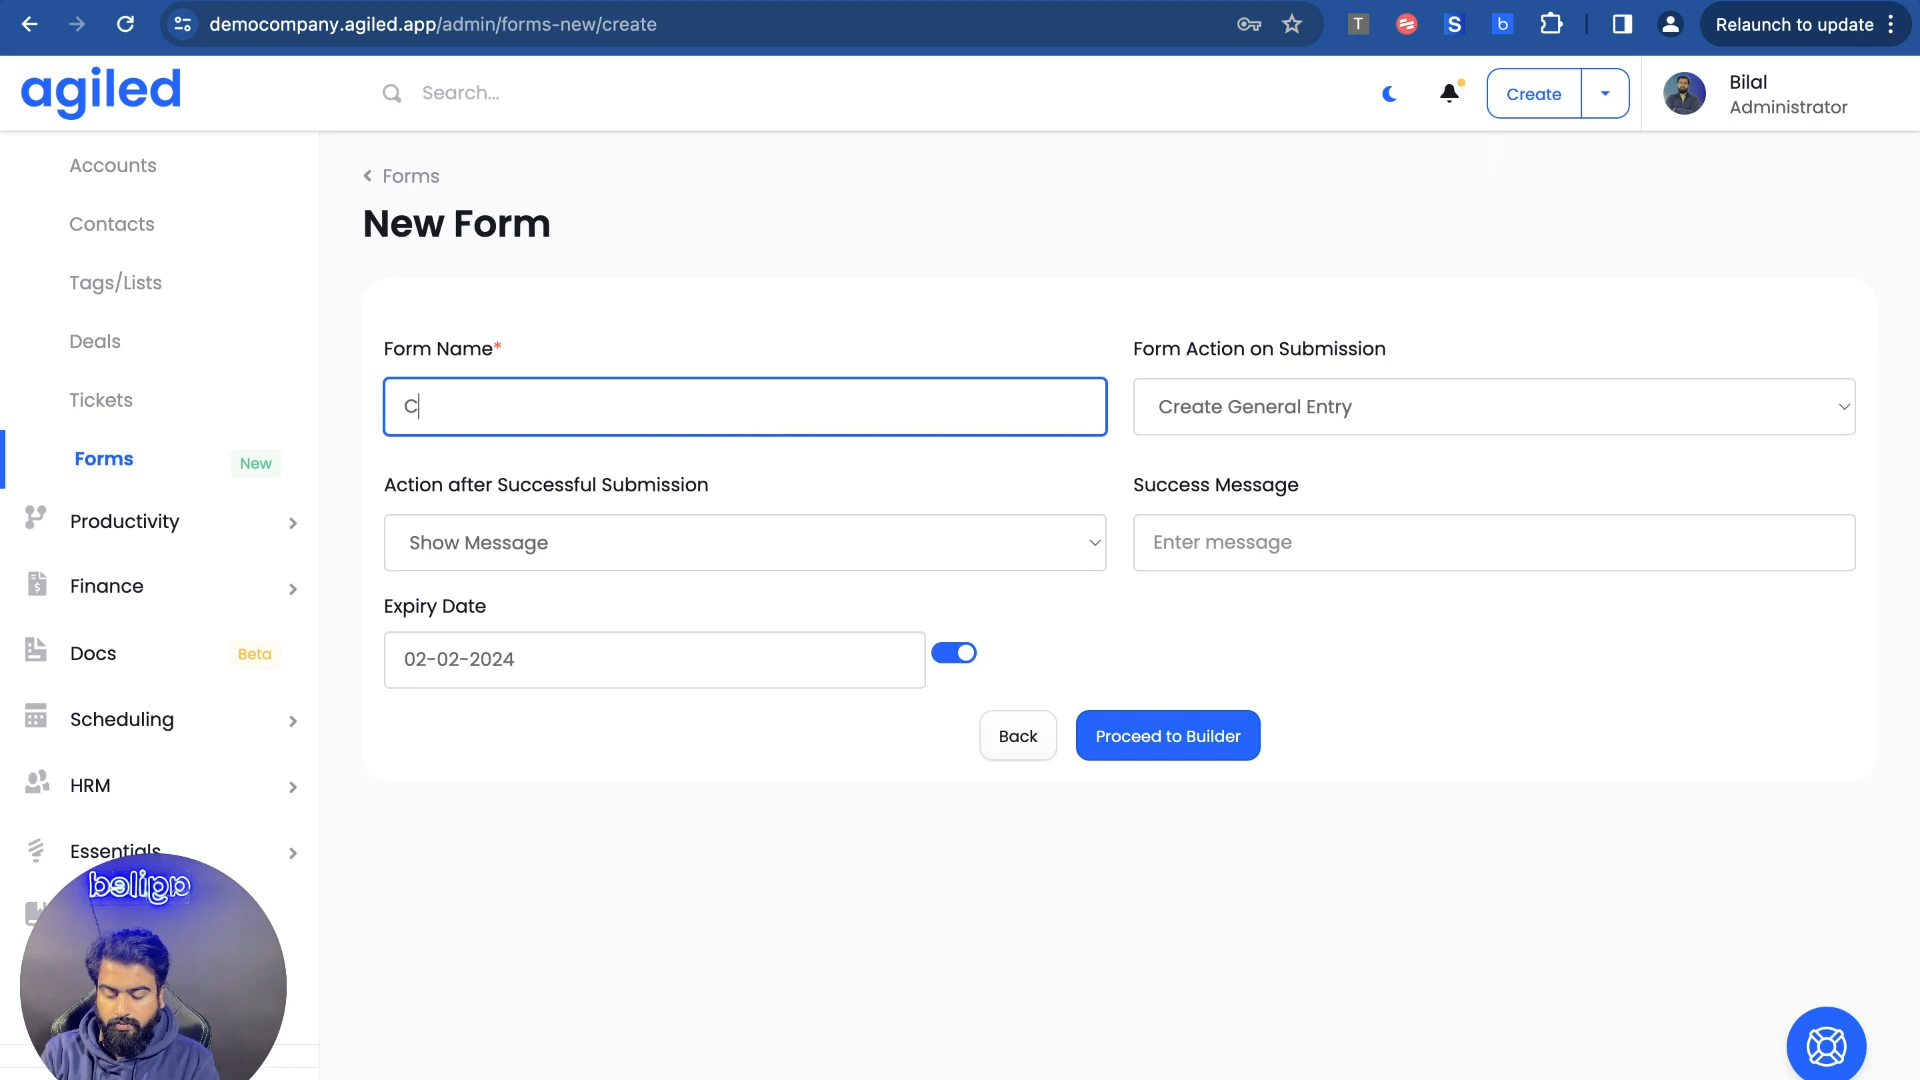 democompany.agiled.app/admin/forms-new/create
T
S
b
Relaunch to update
agiled
Search...
Create
Bilal
Administrator
Accounts
Contacts
Tags/Lists
Deals
Tickets
Forms
New
Productivity
Finance
Docs
Beta
Scheduling
HRM
Essentials
Forms
New Form
Form Name*
C
Form Action on Submission
Create General Entry
Action after Successful Submission
Show Message
Success Message
Enter message
Expiry Date
02-02-2024
Back
Proceed to Builder
agiled